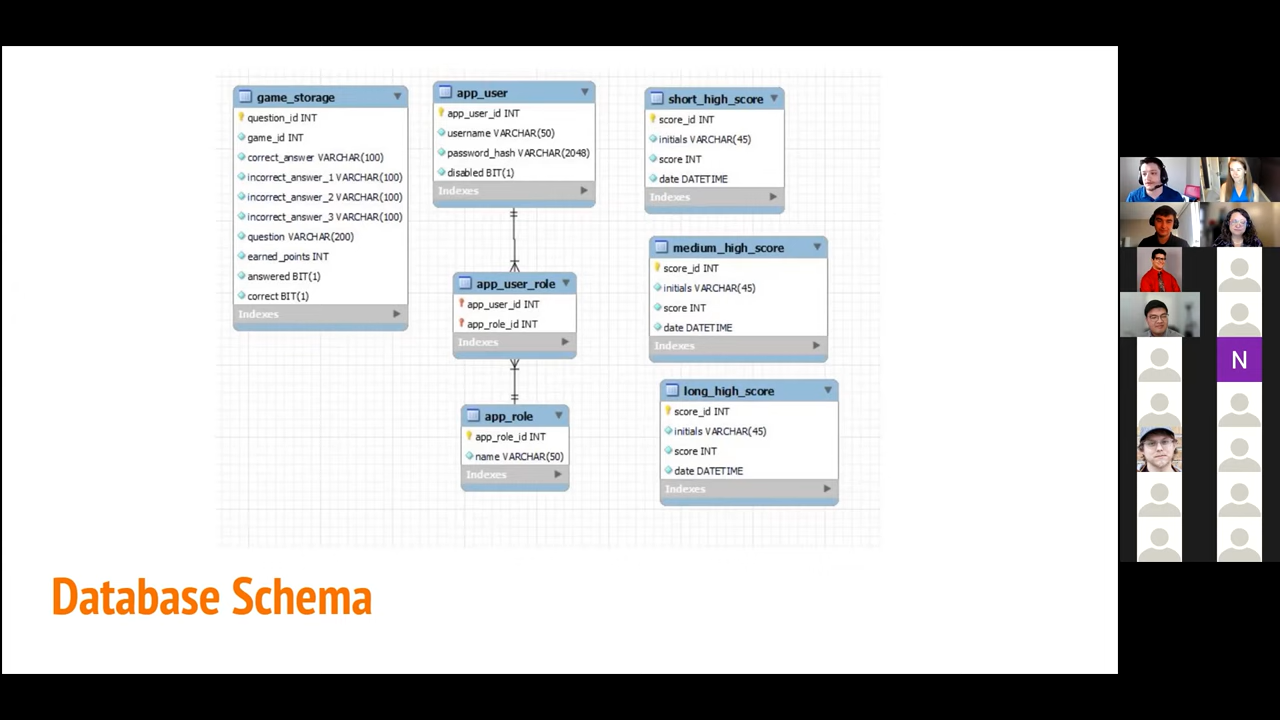 game_storage
question_id INT
game_id INT
correct_answer VARCHAR(100)
incorrect_answer_1 VARCHAR(100)
incorrect_answer_2 VARCHAR(100)
incorrect_answer_3 VARCHAR(100)
question VARCHAR(200)
earned_points INT
answered BIT(1)
correct BIT(1)
Indexes
app_user
app_user_id INT
username VARCHAR(50)
password_hash VARCHAR(2048)
disabled BIT(1)
Indexes
app_user_role
app_user_id INT
app_role_id INT
Indexes
app_role
app_role_id INT
name VARCHAR(50)
Indexes
short_high_score
score_id INT
initials VARCHAR(45)
score INT
date DATETIME
Indexes
medium_high_score
score_id INT
initials VARCHAR(45)
score INT
date DATETIME
Indexes
long_high_score
score_id INT
initials VARCHAR(45)
score INT
date DATETIME
Indexes
Database Schema
N